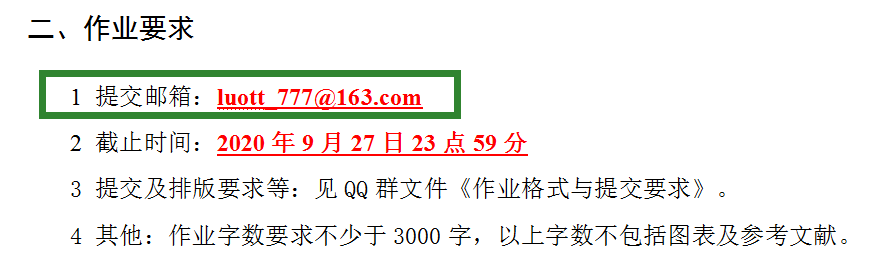 二、作业要求
1 提交邮箱：luott_777@163.com
2 截止时间：2020 年 9 月 27 日 23 点 59 分
3 提交及排版要求等：见 QQ 群文件《作业格式与提交要求》。
4 其他：作业字数要求不少于 3000 字，以上字数不包括图表及参考文献。